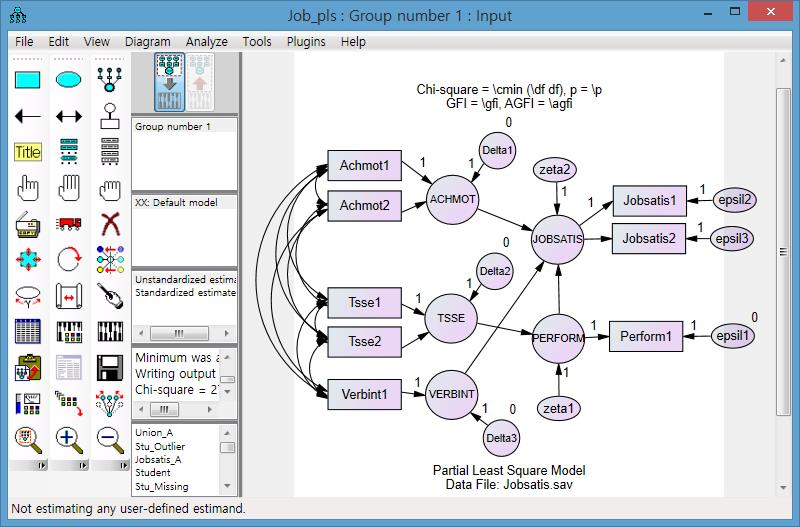 Job_pls : Group number 1 : Input
File Edit View Diagram Analyze Tools Plugins Help
Title
Group number 1
XX: Default model
Unstandardized estima
Standardized estimate
Minimum was a
Writing output
Chi-square = 2
Union_A
Stu_Outlier
Jobsatis_A
Student
Stu_Missing
Chi-square = \cmin (\df df), p = \p
GFI = \gfi, AGFI = \agfi
0
Delta1
Achmot1 1 1 zeta2
Achmot2 ACHMOT 1 1 Jobsatis1 1 epsil2
JOBSATIS Jobsatis2 1 epsil3
0
Delta2
Tsse1 1 1
TSSE 0
Tsse2 PERFORM 1 Perform1 1 epsil1
Verbint1 1 VERBINT 1
1 0 zeta1
Delta3
Partial Least Square Model
Data File: Jobsatis.sav
Not estimating any user-defined estimand.